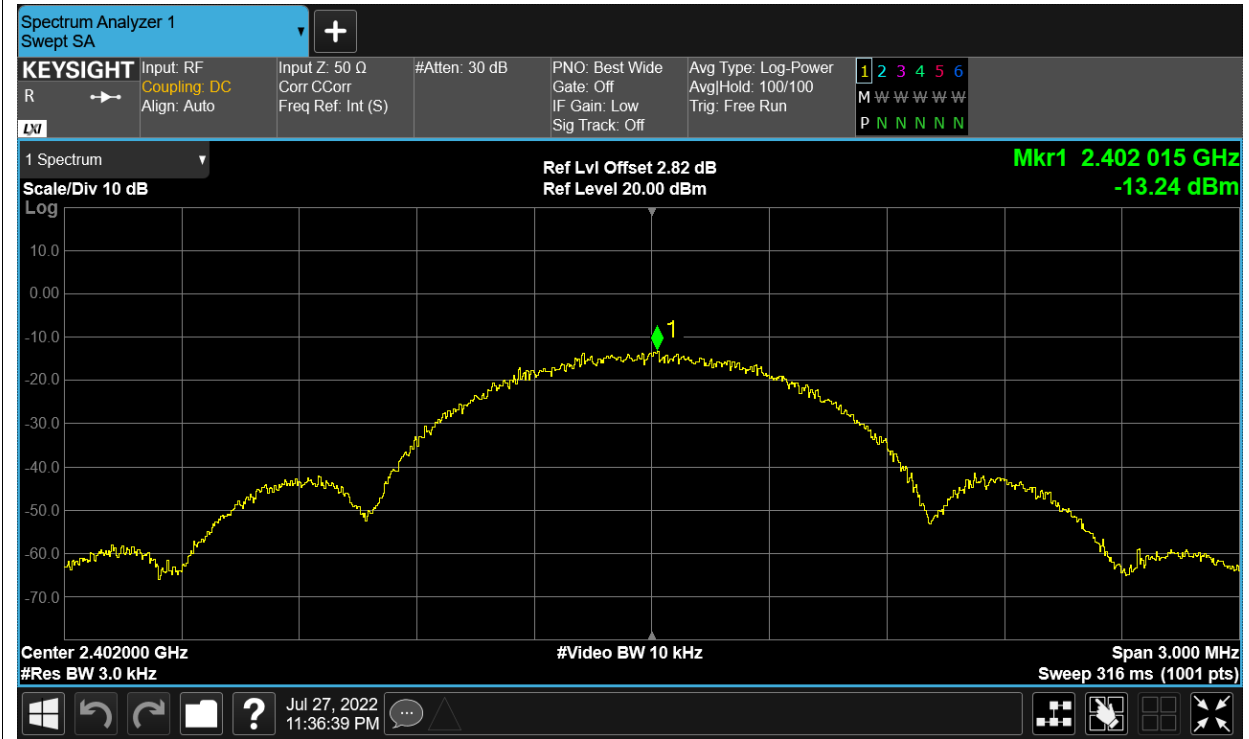 Spectrum Analyzer 1
Swept SA
KEYSIGHT
R
LXI
Input: RF
Coupling: DC
Align: Auto
Input Z: 50 Ω
Corr CCorr
Freq Ref: Int (S)
#Atten: 30 dB
PNO: Best Wide
Gate: Off
IF Gain: Low
Sig Track: Off
Avg Type: Log-Power
Avg|Hold: 100/100
Trig: Free Run
1 2 3 4 5 6
M W W W W W
P N N N N N
1 Spectrum
Scale/Div 10 dB
Log
Ref Lvl Offset 2.82 dB
Ref Level 20.00 dBm
Mkr1 2.402 015 GHz
-13.24 dBm
10.0
0.00
-10.0
-20.0
-30.0
-40.0
-50.0
-60.0
-70.0
1
Center 2.402000 GHz
#Res BW 3.0 kHz
#Video BW 10 kHz
Span 3.000 MHz
Sweep 316 ms (1001 pts)
?
Jul 27, 2022
11:36:39 PM